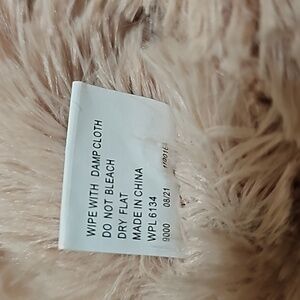 WIPE WITH DAMP CLOTH
DO NOT BLEACH
DRY FLAT
MADE IN CHINA
WPL 6134
9000 08/21